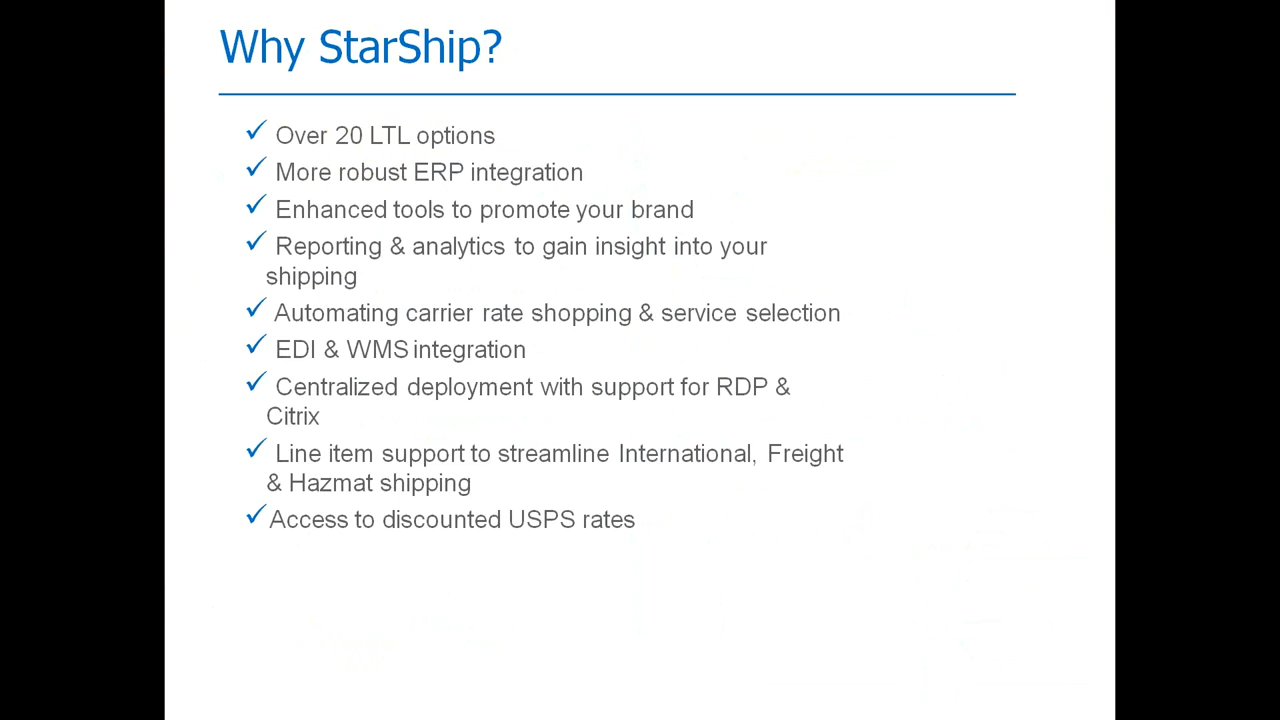 Why StarShip?
✓ Over 20 LTL options
✓ More robust ERP integration
✓ Enhanced tools to promote your brand
✓ Reporting & analytics to gain insight into your
shipping
✓ Automating carrier rate shopping & service selection
✓ EDI & WMS integration
✓ Centralized deployment with support for RDP &
Citrix
✓ Line item support to streamline International, Freight
& Hazmat shipping
✓ Access to discounted USPS rates